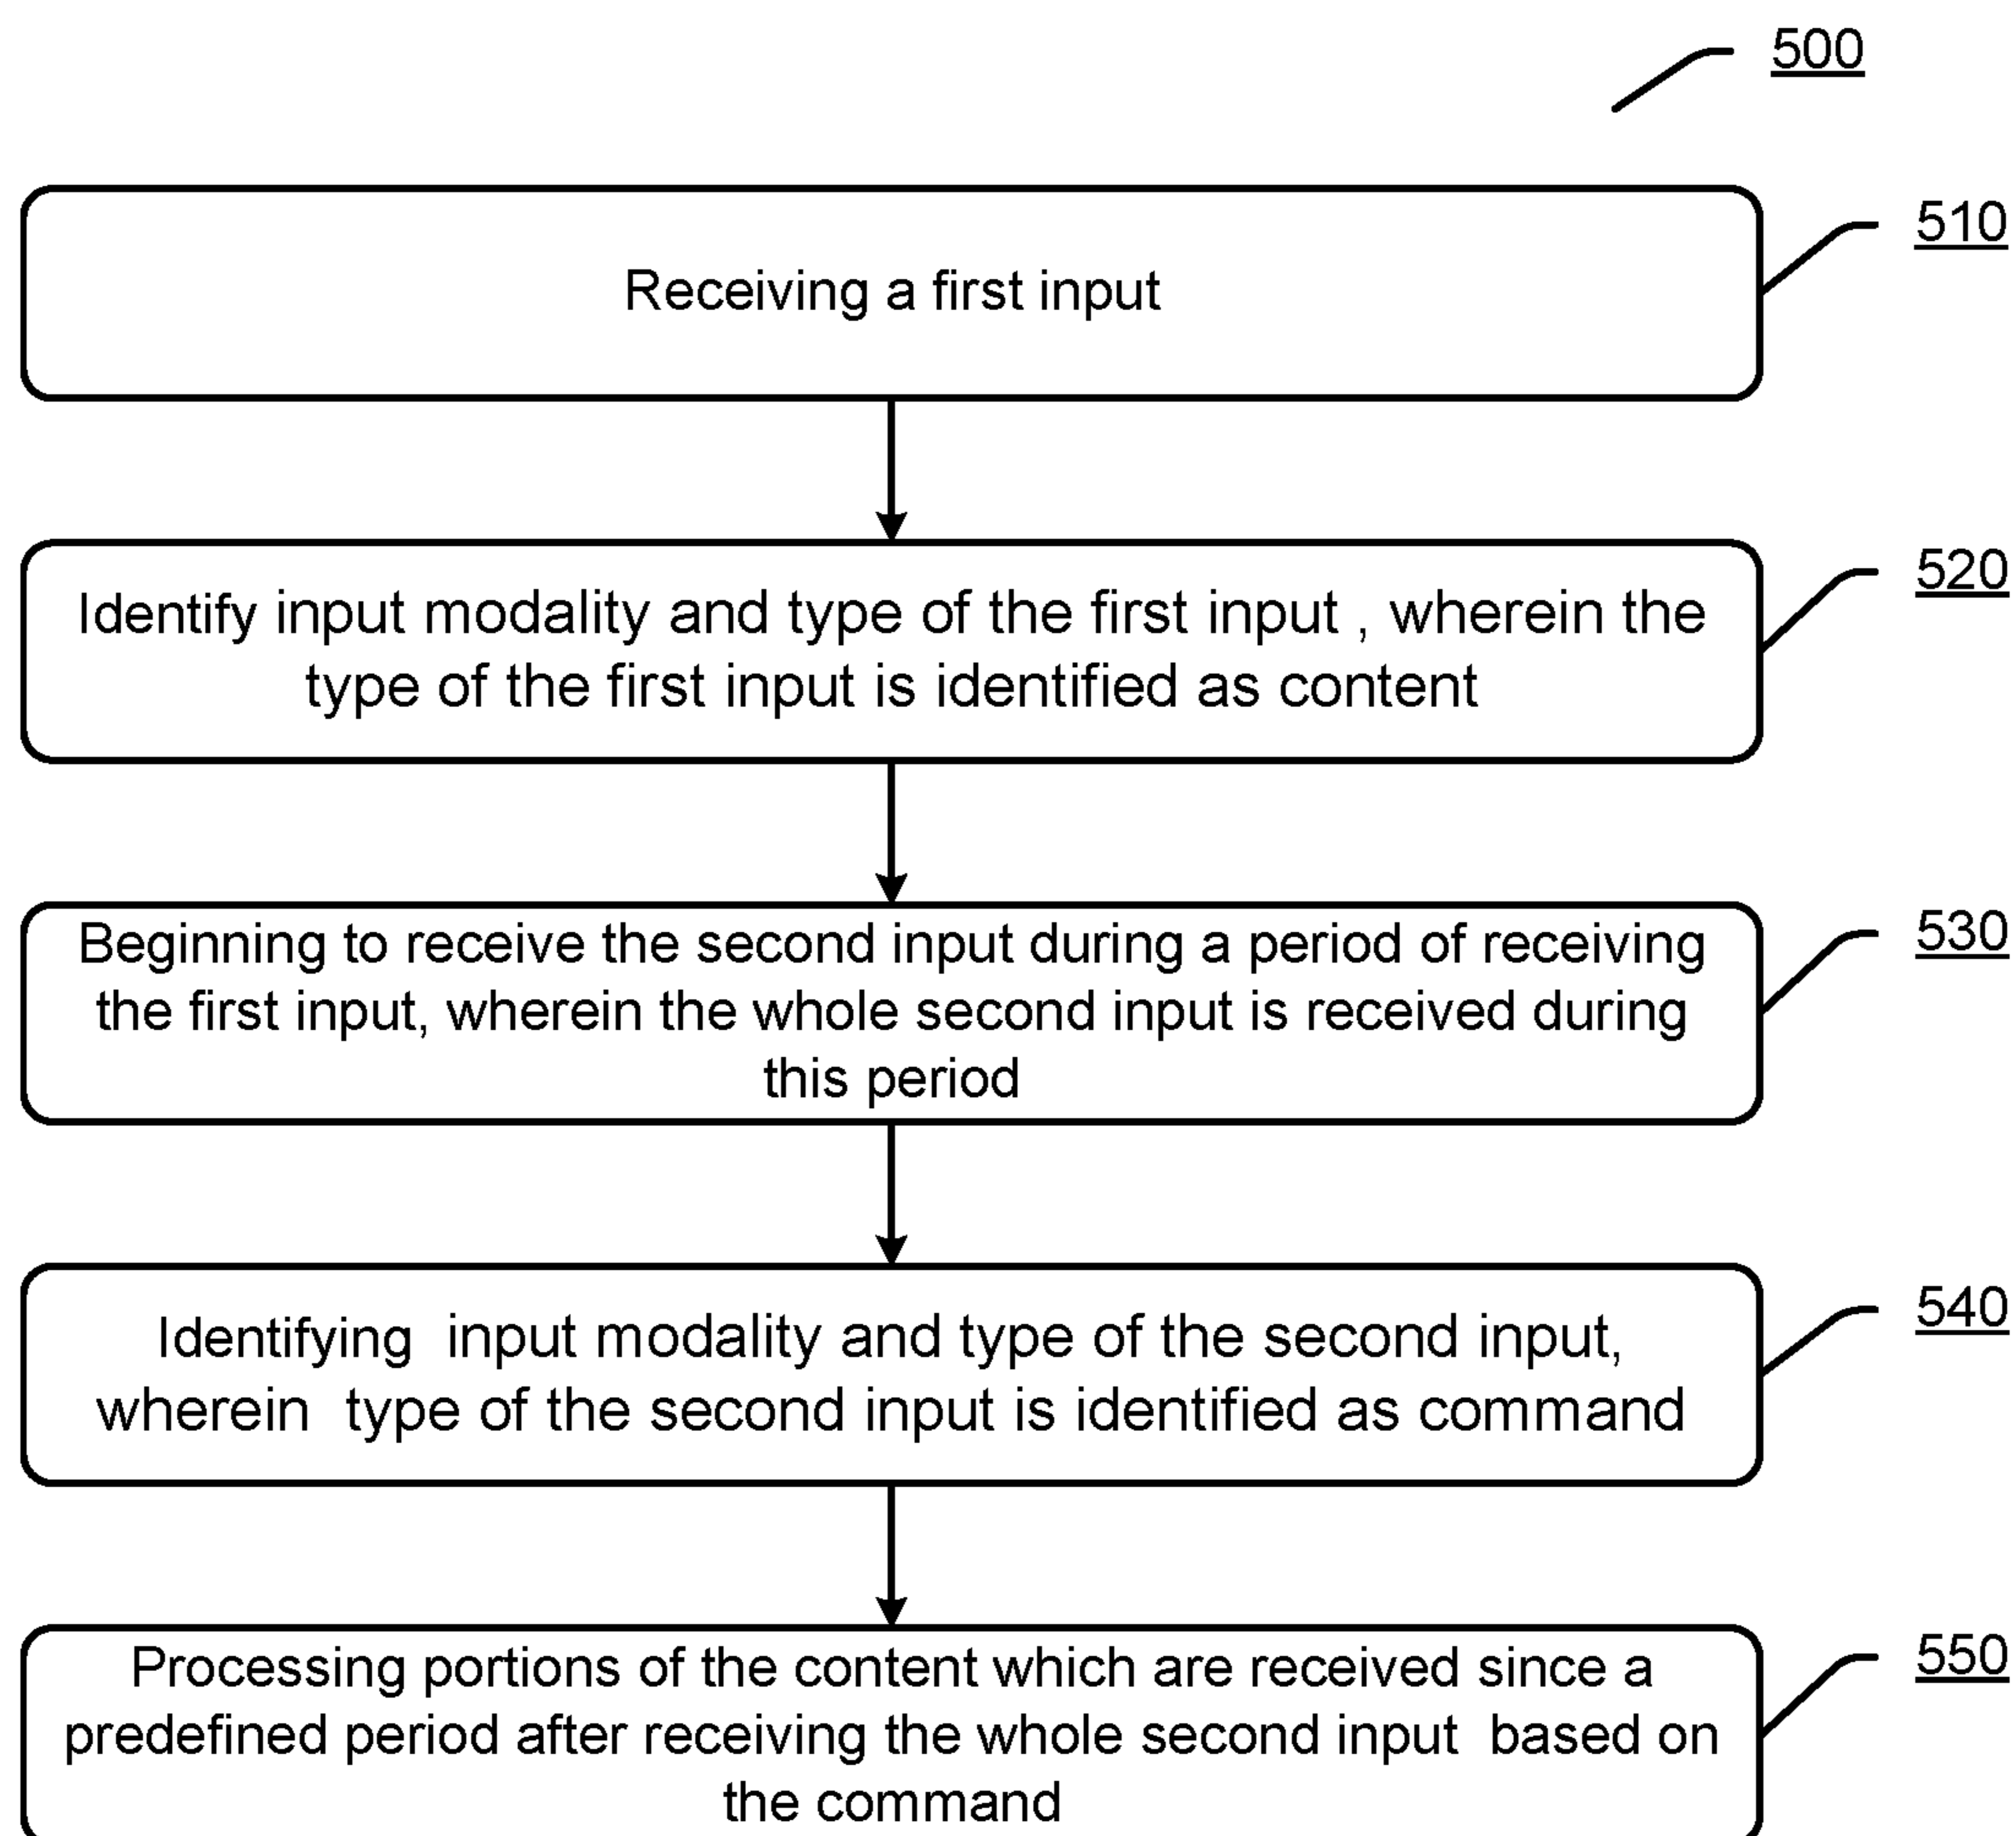 500
510
Receiving a first input
520
Identify input modality and type of the first input , wherein the
type of the first input is identified as content
530
Beginning to receive the second input during a period of receiving
the first input, wherein the whole second input is received during
this period
540
Identifying input modality and type of the second input,
wherein type of the second input is identified as command
550
Processing portions of the content which are received since a
predefined period after receiving the whole second input based on
the command